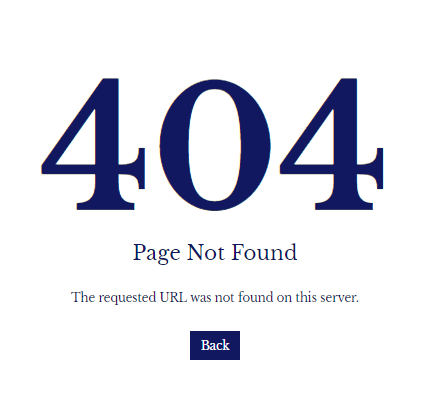 404
Page Not Found
The requested URL was not found on this server.
Back